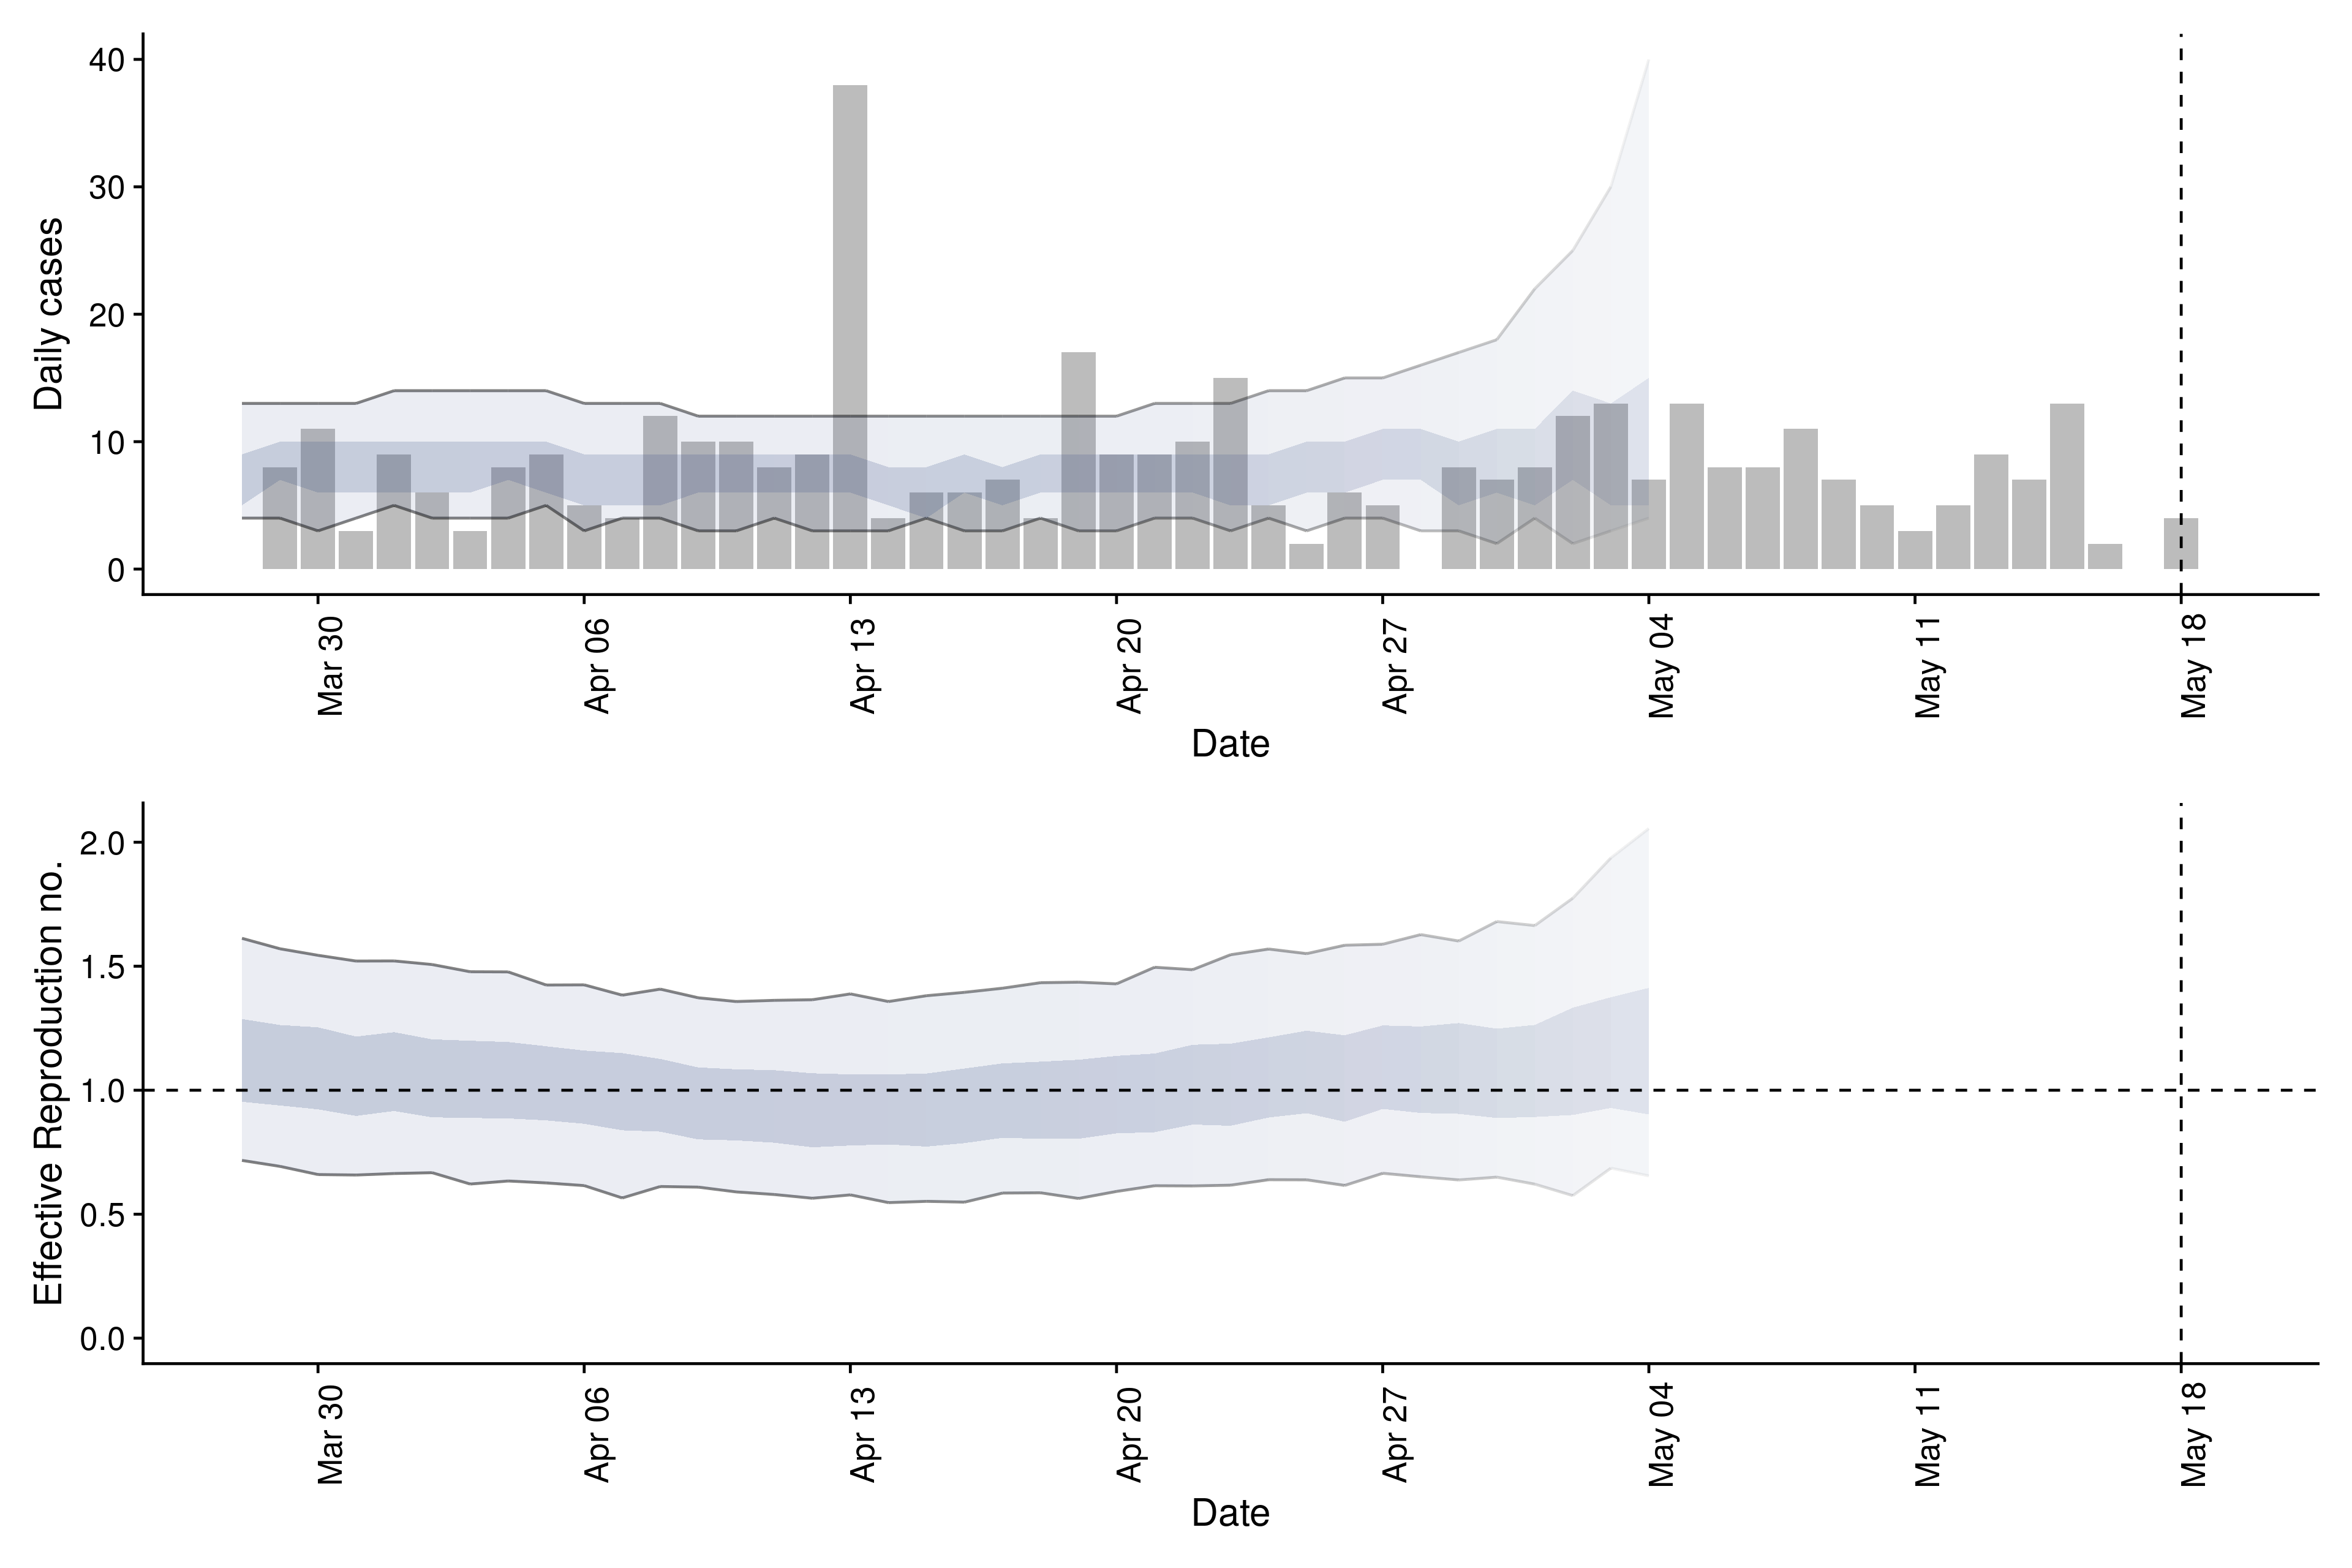 Daily cases
40
30
20
10
0
Mar 30
Apr 06
Apr 13
Apr 20
Apr 27
May 04
May 11
May 18
Date
Effective Reproduction no.
2.0
1.5
1.0
0.5
0.0
Mar 30
Apr 06
Apr 13
Apr 20
Apr 27
May 04
May 11
May 18
Date